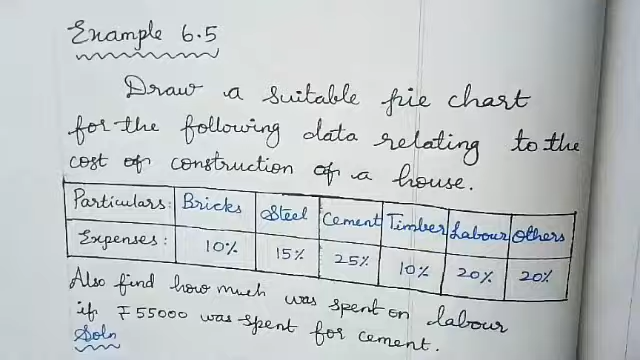 Example 6.5
Draw a suitable pie chart
for the following data relating to the
cost of construction of a house.
Particulars: Bricks Steel Cement Timber Labour Others
Expenses: 10% 15% 25% 10% 20% 20%
Also find how much was spent on labour
if ₹55000 was spent for cement.
Soln